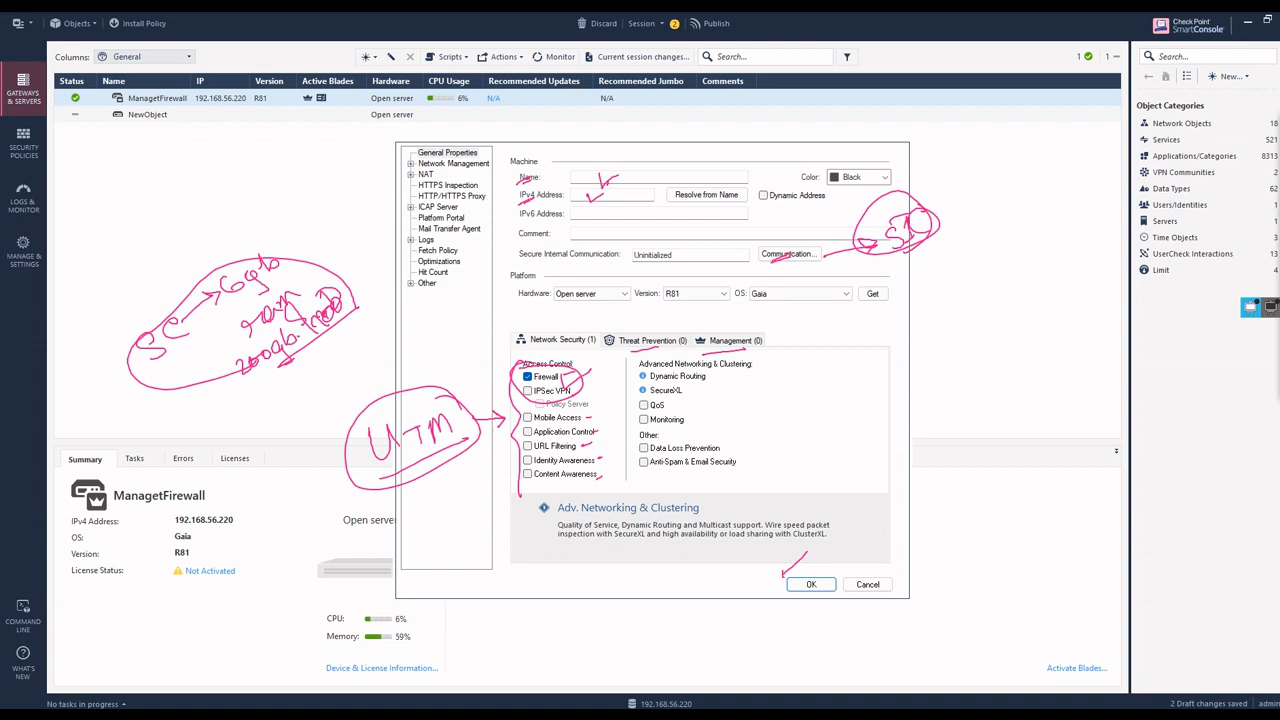 Objects
Install Policy
Discard
Session
2
Publish
Check Point
SmartConsole
Columns:
General
Scripts
Actions
Monitor
Current session changes
Search...
1
1
Search...
New...
Status Name IP Version Active Blades Hardware CPU Usage Recommended Updates Recommended Jumbo Comments
ManagetFirewall 192.168.56.220 R81 Open server 6% N/A N/A
NewObject Open server
GATEWAYS
& SERVERS
SECURITY
POLICIES
LOGS &
MONITOR
MANAGE &
SETTINGS
COMMAND
LINE
WHAT'S
NEW
General Properties
Network Management
NAT
HTTPS Inspection
HTTP/HTTPS Proxy
ICAP Server
Platform Portal
Mail Transfer Agent
Logs
Fetch Policy
Optimizations
Hit Count
Other
Machine
Name:
Color:
Black
IPv4 Address:
Resolve from Name
Dynamic Address
IPv6 Address:
Comment:
Secure Internal Communication:
Uninitialized
Communication...
Platform
Hardware:
Open server
Version:
R81
OS:
Gaia
Get
Network Security (1)
Threat Prevention (0)
Management (0)
Access Control:
Firewall
IPSec VPN
Policy Server
Mobile Access
Application Control
URL Filtering
Identity Awareness
Content Awareness
Advanced Networking & Clustering:
Dynamic Routing
SecureXL
QoS
Monitoring
Other:
Data Loss Prevention
Anti-Spam & Email Security
Adv. Networking & Clustering
Quality of Service, Dynamic Routing and Multicast support. Wire speed packet
inspection with SecureXL and high availability or load sharing with ClusterXL.
OK
Cancel
UTM
Object Categories
Network Objects 18
Services 521
Applications/Categories 8313
VPN Communities 2
Data Types 62
Users/Identities 1
Servers 1
Time Objects 3
UserCheck Interactions 13
Limit 4
Summary
Tasks
Errors
Licenses
ManagetFirewall
IPv4 Address: 192.168.56.220
OS: Gaia
Version: R81
License Status: Not Activated
Open server
CPU: 6%
Memory: 59%
Device & License Information...
Activate Blades...
No tasks in progress
192.168.56.220
2 Draft changes saved
admin